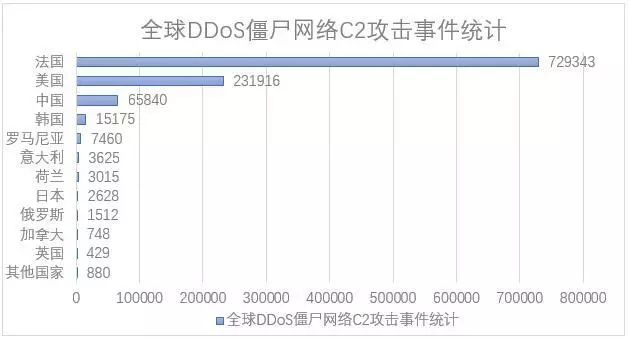 全球DDoS僵尸网络C2攻击事件统计
法国 729343
美国 231916
中国 65840
韩国 15175
罗马尼亚 7460
意大利 3625
荷兰 3015
日本 2628
俄罗斯 1512
加拿大 748
英国 429
其他国家 880
0 100000 200000 300000 400000 500000 600000 700000 800000
全球DDoS僵尸网络C2攻击事件统计